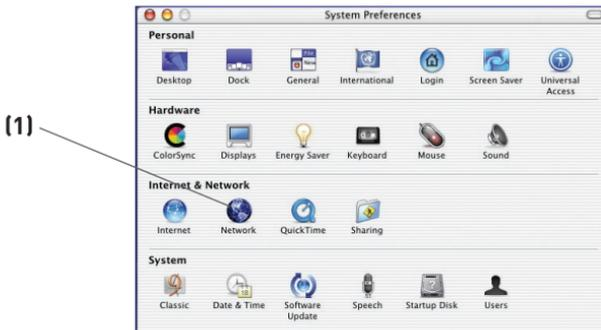 System Preferences
Personal
Desktop Dock General International Login Screen Saver Universal Access
Hardware
(1)
ColorSync Displays Energy Saver Keyboard Mouse Sound
Internet & Network
Internet Network QuickTime Sharing
System
Classic Date & Time Software Update Speech Startup Disk Users